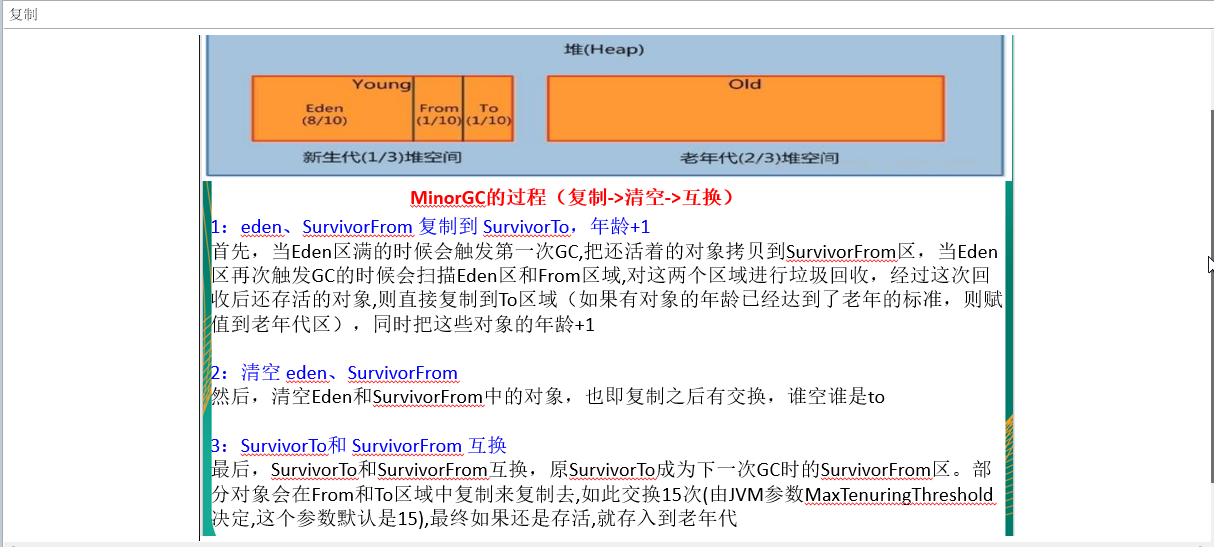 复制
堆(Heap)
Young
Old
Eden
(8/10)
From
(1/10)
To
(1/10)
新生代(1/3)堆空间
老年代(2/3)堆空间
MinorGC的过程（复制->清空->互换）
1：eden、SurvivorFrom 复制到 SurvivorTo，年龄+1
首先，当Eden区满的时候会触发第一次GC,把还活着的对象拷贝到SurvivorFrom区，当Eden
区再次触发GC的时候会扫描Eden区和From区域,对这两个区域进行垃圾回收，经过这次回
收后还存活的对象,则直接复制到To区域（如果有对象的年龄已经达到了老年的标准，则赋
值到老年代区），同时把这些对象的年龄+1
2：清空 eden、SurvivorFrom
然后，清空Eden和SurvivorFrom中的对象，也即复制之后有交换，谁空谁是to
3：SurvivorTo和 SurvivorFrom 互换
最后，SurvivorTo和SurvivorFrom互换，原SurvivorTo成为下一次GC时的SurvivorFrom区。部
分对象会在From和To区域中复制来复制去,如此交换15次(由JVM参数MaxTenuringThreshold
决定,这个参数默认是15),最终如果还是存活,就存入到老年代